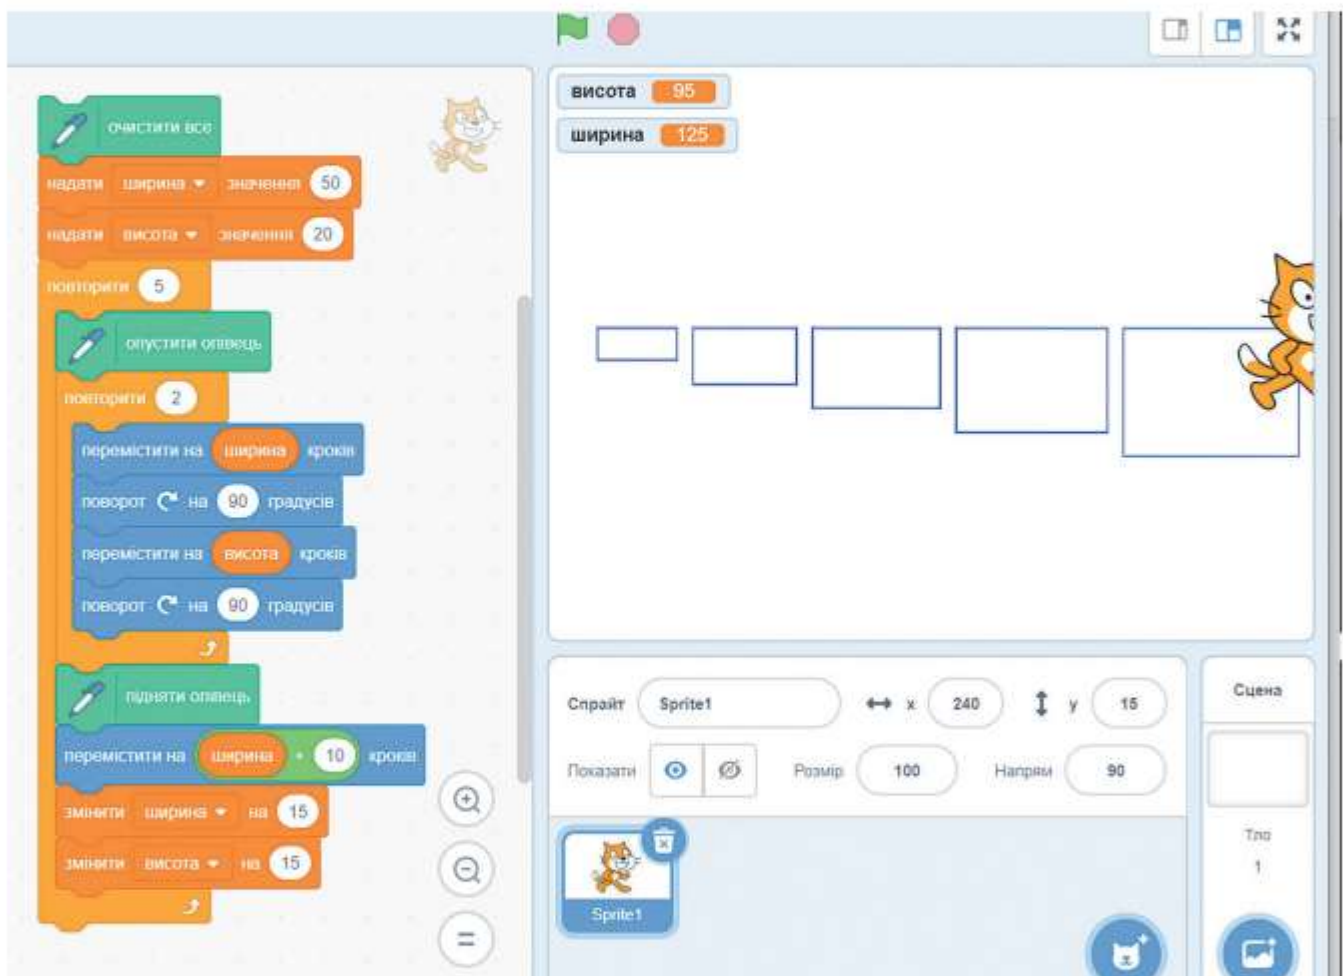 очистити все
надати ширина значення 50
надати висота значення 20
повторити 5
опустити олівець
повторити 2
перемістити на ширина кроків
поворот на 90 градусів
перемістити на висота кроків
поворот на 90 градусів
підняти олівець
перемістити на ширина + 10 кроків
змінити ширина на 15
змінити висота на 15
висота 95
ширина 125
Спрайт Sprite1 x 240 y 15
Показати Розмір 100 Напрям 90
Sprite1
Сцена
Тло
1